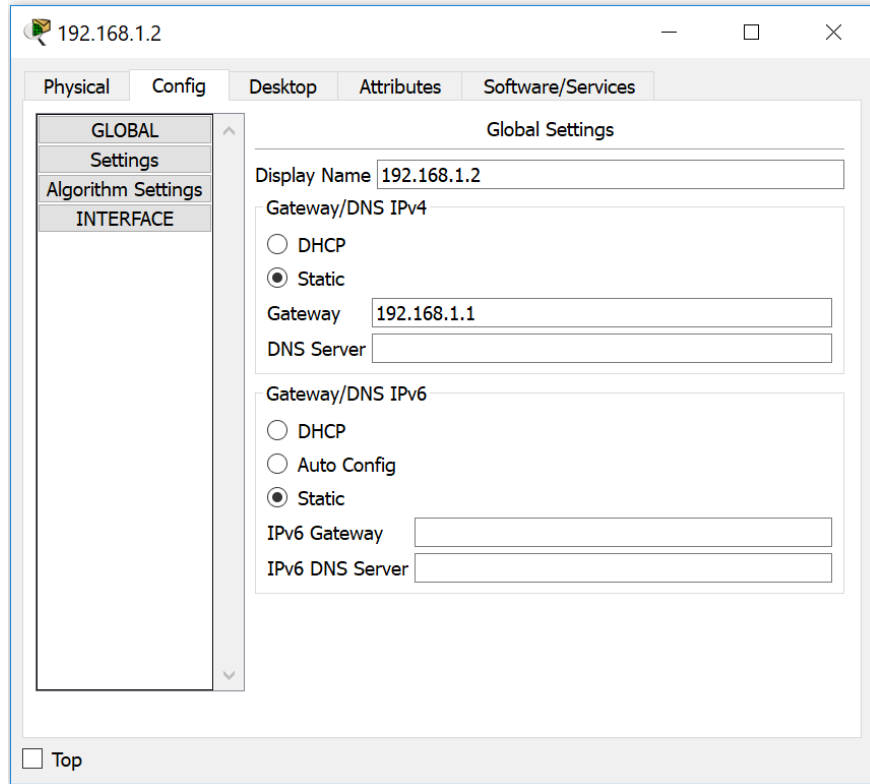 192.168.1.2
Physical Config Desktop Attributes Software/Services
GLOBAL
Settings
Algorithm Settings
INTERFACE
Global Settings
Display Name 192.168.1.2
Gateway/DNS IPv4
DHCP
Static
Gateway 192.168.1.1
DNS Server
Gateway/DNS IPv6
DHCP
Auto Config
Static
IPv6 Gateway
IPv6 DNS Server
Top